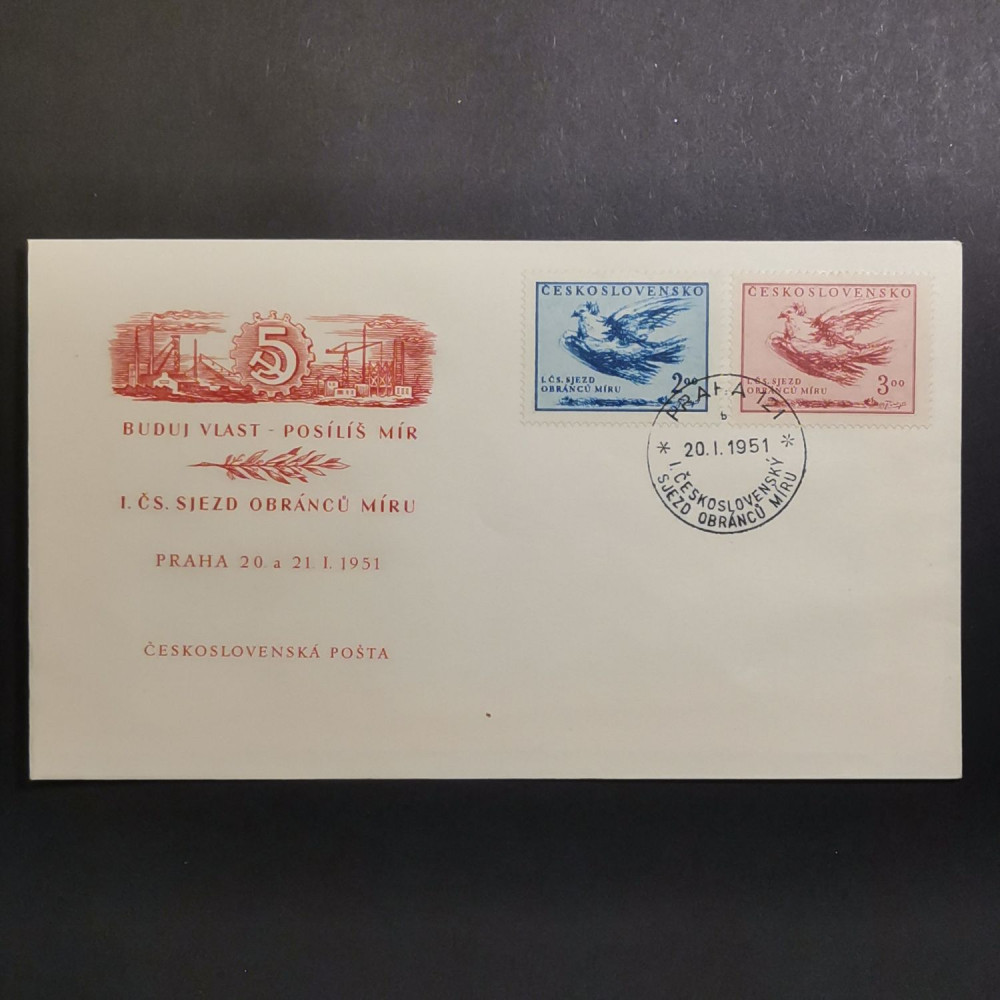 5
BUDUJ VLAST - POSÍLÍŠ MÍR
I. ČS. SJEZD OBRÁNCŮ MÍRU
PRAHA 20. a 21. I. 1951
ČESKOSLOVENSKÁ POŠTA
ČESKOSLOVENSKO
I. ČS. SJEZD
OBRÁNCŮ MÍRU
2 00
ČESKOSLOVENSKO
I. ČS. SJEZD
OBRÁNCŮ MÍRU
3 00
PRAHA 121
b
* 20.I.1951 *
I. ČESKOSLOVENSKÝ
SJEZD OBRÁNCŮ MÍRU